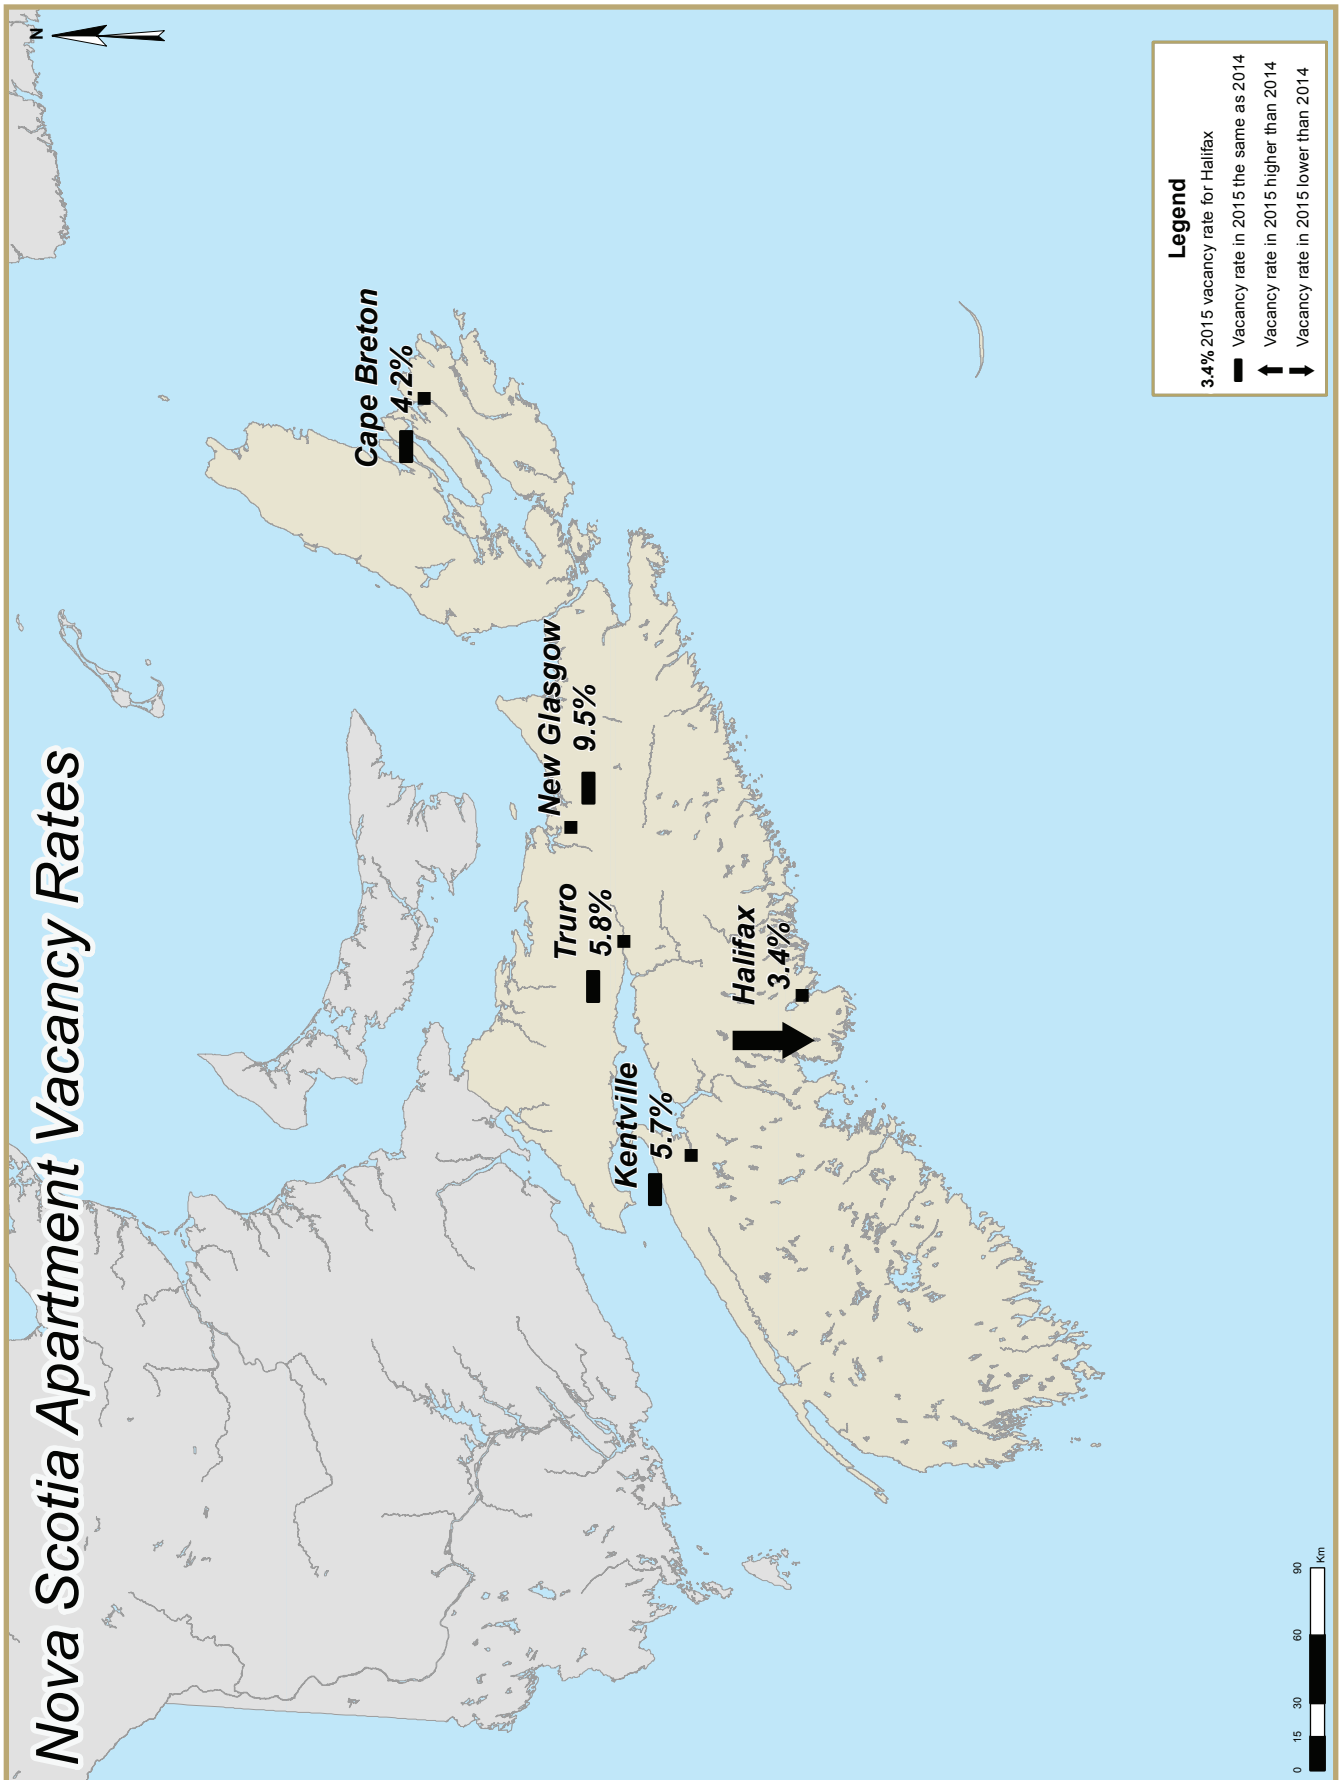 Nova Scotia Apartment Vacancy Rates
N
Cape Breton
4.2%
New Glasgow
9.5%
Truro
5.8%
Halifax
3.4%
Kentville
5.7%
Legend
3.4% 2015 vacancy rate for Halifax
Vacancy rate in 2015 the same as 2014
Vacancy rate in 2015 higher than 2014
Vacancy rate in 2015 lower than 2014
0 15 30 60 90
Km